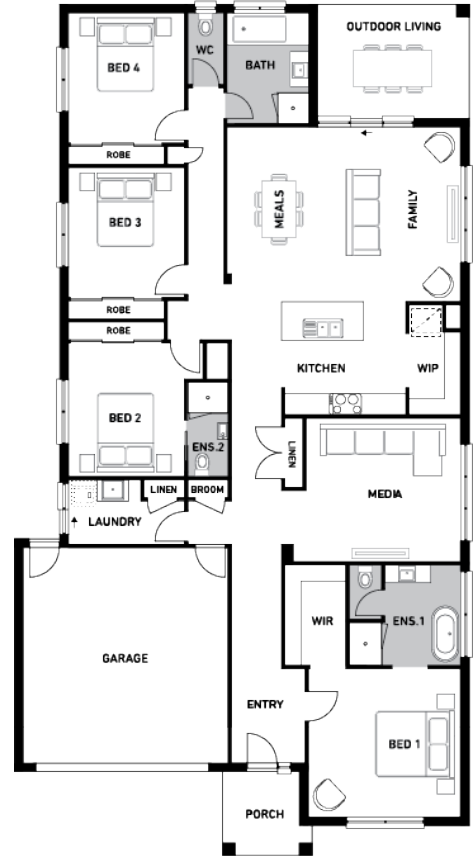 OUTDOOR LIVING
WC
BED 4
BATH
ROBE
MEALS
FAMILY
BED 3
ROBE
ROBE
KITCHEN
WIP
BED 2
ENS.2
LINEN
LINEN
BROOM
MEDIA
LAUNDRY
WIR
ENS.1
GARAGE
ENTRY
BED 1
PORCH